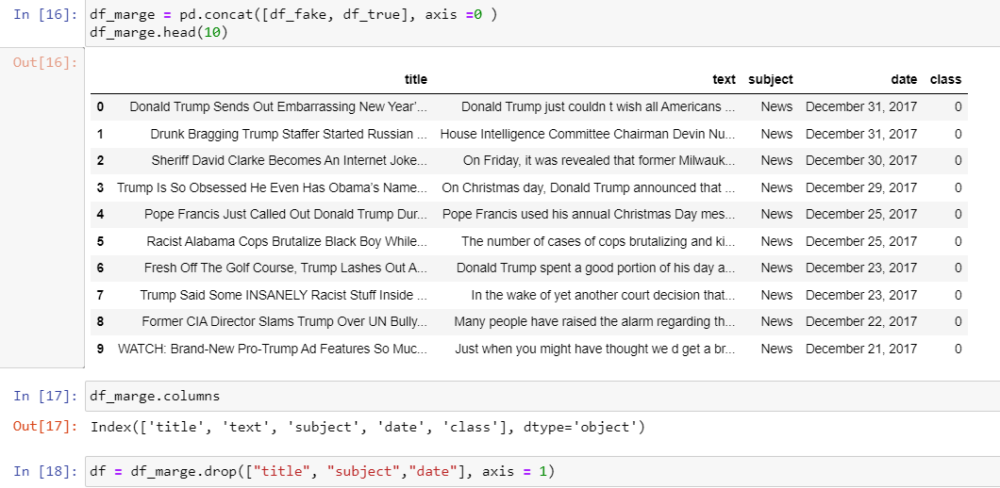 In [16]: df_marge = pd.concat([df_fake, df_true], axis =0 )
df_marge.head(10)
Out[16]:
title text subject date class
0 Donald Trump Sends Out Embarrassing New Year’... Donald Trump just couldn t wish all Americans ... News December 31, 2017 0
1 Drunk Bragging Trump Staffer Started Russian ... House Intelligence Committee Chairman Devin Nu... News December 31, 2017 0
2 Sheriff David Clarke Becomes An Internet Joke... On Friday, it was revealed that former Milwauk... News December 30, 2017 0
3 Trump Is So Obsessed He Even Has Obama’s Name... On Christmas day, Donald Trump announced that ... News December 29, 2017 0
4 Pope Francis Just Called Out Donald Trump Dur... Pope Francis used his annual Christmas Day mes... News December 25, 2017 0
5 Racist Alabama Cops Brutalize Black Boy While... The number of cases of cops brutalizing and ki... News December 25, 2017 0
6 Fresh Off The Golf Course, Trump Lashes Out A... Donald Trump spent a good portion of his day a... News December 23, 2017 0
7 Trump Said Some INSANELY Racist Stuff Inside ... In the wake of yet another court decision that... News December 23, 2017 0
8 Former CIA Director Slams Trump Over UN Bully... Many people have raised the alarm regarding th... News December 22, 2017 0
9 WATCH: Brand-New Pro-Trump Ad Features So Muc... Just when you might have thought we d get a br... News December 21, 2017 0
In [17]: df_marge.columns
Out[17]: Index(['title', 'text', 'subject', 'date', 'class'], dtype='object')
In [18]: df = df_marge.drop(["title", "subject","date"], axis = 1)